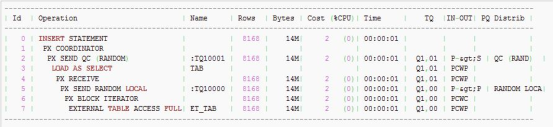 | Id | Operation | Name | Rows | Bytes | Cost (%CPU)| Time | TQ |IN-OUT| PQ Distrib |
| 0 | INSERT STATEMENT | | 8168 | 14M| 2 (0)| 00:00:01 | | | |
| 1 | PX COORDINATOR | | | | | | | | |
| 2 | PX SEND QC (RANDOM) | :TQ10001 | 8168 | 14M| 2 (0)| 00:00:01 | Q1,01 | P-&gt;S | QC (RAND) |
| 3 | LOAD AS SELECT | TAB | | | | | Q1,01 | PCWP | |
| 4 | PX RECEIVE | | 8168 | 14M| 2 (0)| 00:00:01 | Q1,01 | PCWP | |
| 5 | PX SEND RANDOM LOCAL | :TQ10000 | 8168 | 14M| 2 (0)| 00:00:01 | Q1,00 | P-&gt;P | RANDOM LOCA|
| 6 | PX BLOCK ITERATOR | | 8168 | 14M| 2 (0)| 00:00:01 | Q1,00 | PCWC | |
| 7 | EXTERNAL TABLE ACCESS FULL| ET_TAB | 8168 | 14M| 2 (0)| 00:00:01 | Q1,00 | PCWP | |